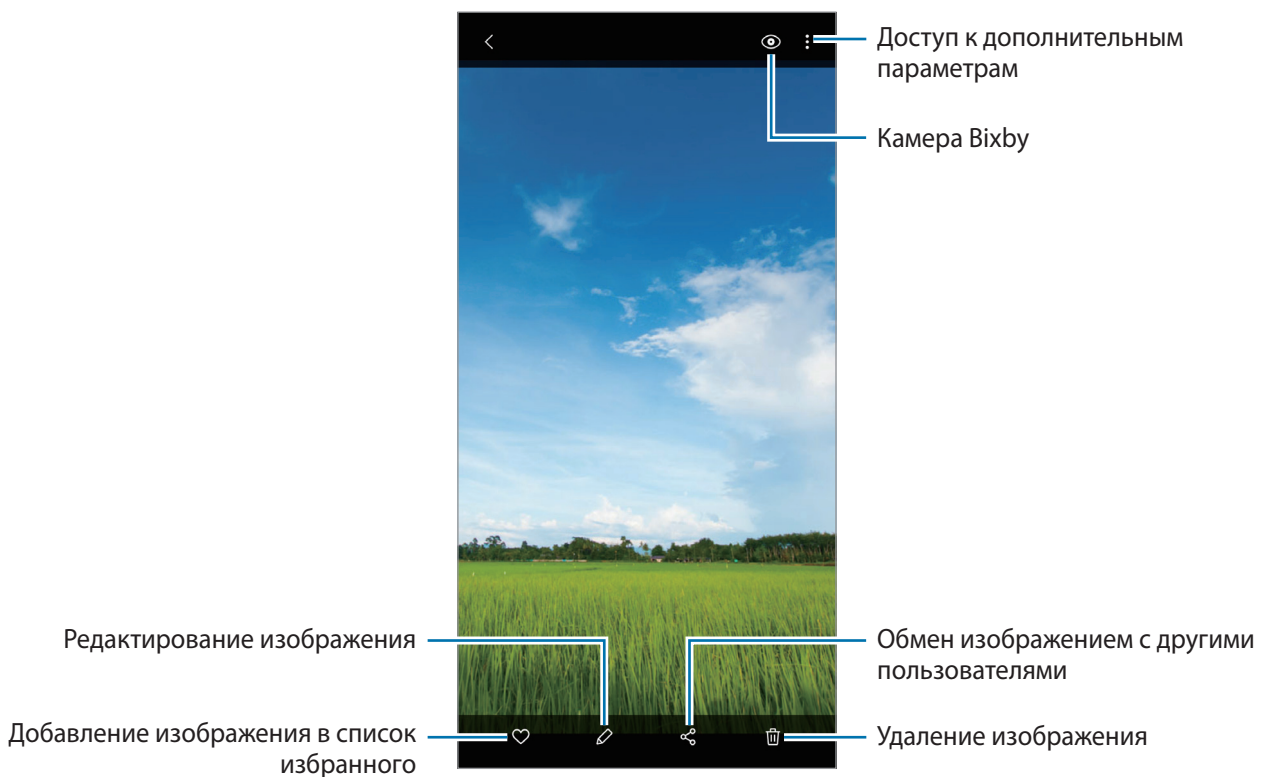 Доступ к дополнительным
параметрам
Камера Bixby
Редактирование изображения
Обмен изображением с другими
пользователями
Добавление изображения в список
избранного
Удаление изображения